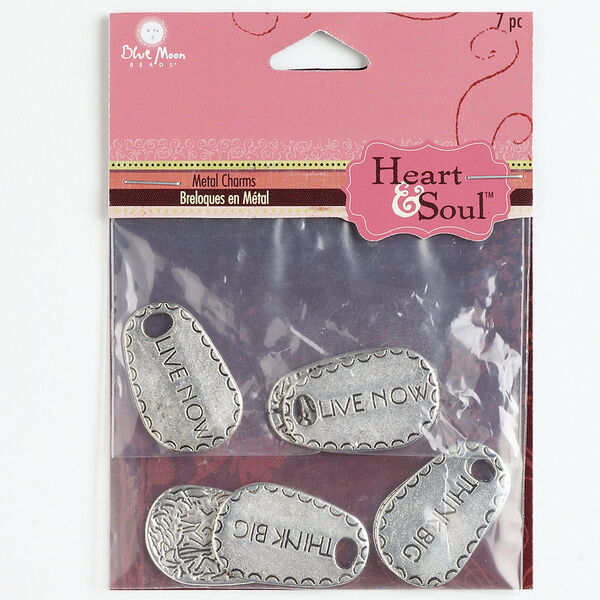 7 pc
Blue Moon
BEADS®
Metal Charms
Breloques en Métal
Heart
& Soul™
LIVE NOW
LIVE NOW
THINK BIG
THINK BIG